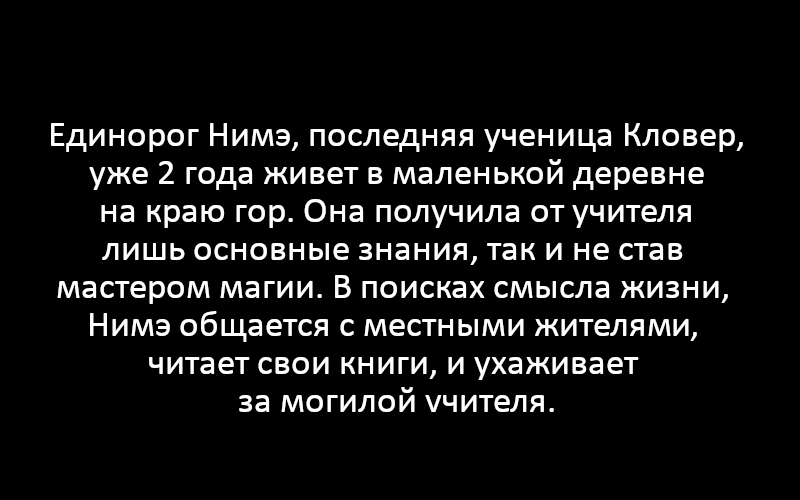 Единорог Нимэ, последняя ученица Кловер,
уже 2 года живет в маленькой деревне
на краю гор. Она получила от учителя
лишь основные знания, так и не став
мастером магии. В поисках смысла жизни,
Нимэ общается с местными жителями,
читает свои книги, и ухаживает
за могилой учителя.